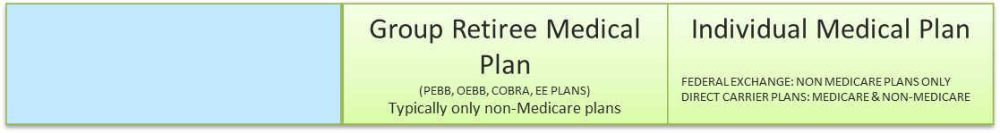 Group Retiree Medical
Plan
(PEBB, OEBB, COBRA, EE PLANS)
Typically only non-Medicare plans
Individual Medical Plan
FEDERAL EXCHANGE: NON MEDICARE PLANS ONLY
DIRECT CARRIER PLANS: MEDICARE & NON-MEDICARE